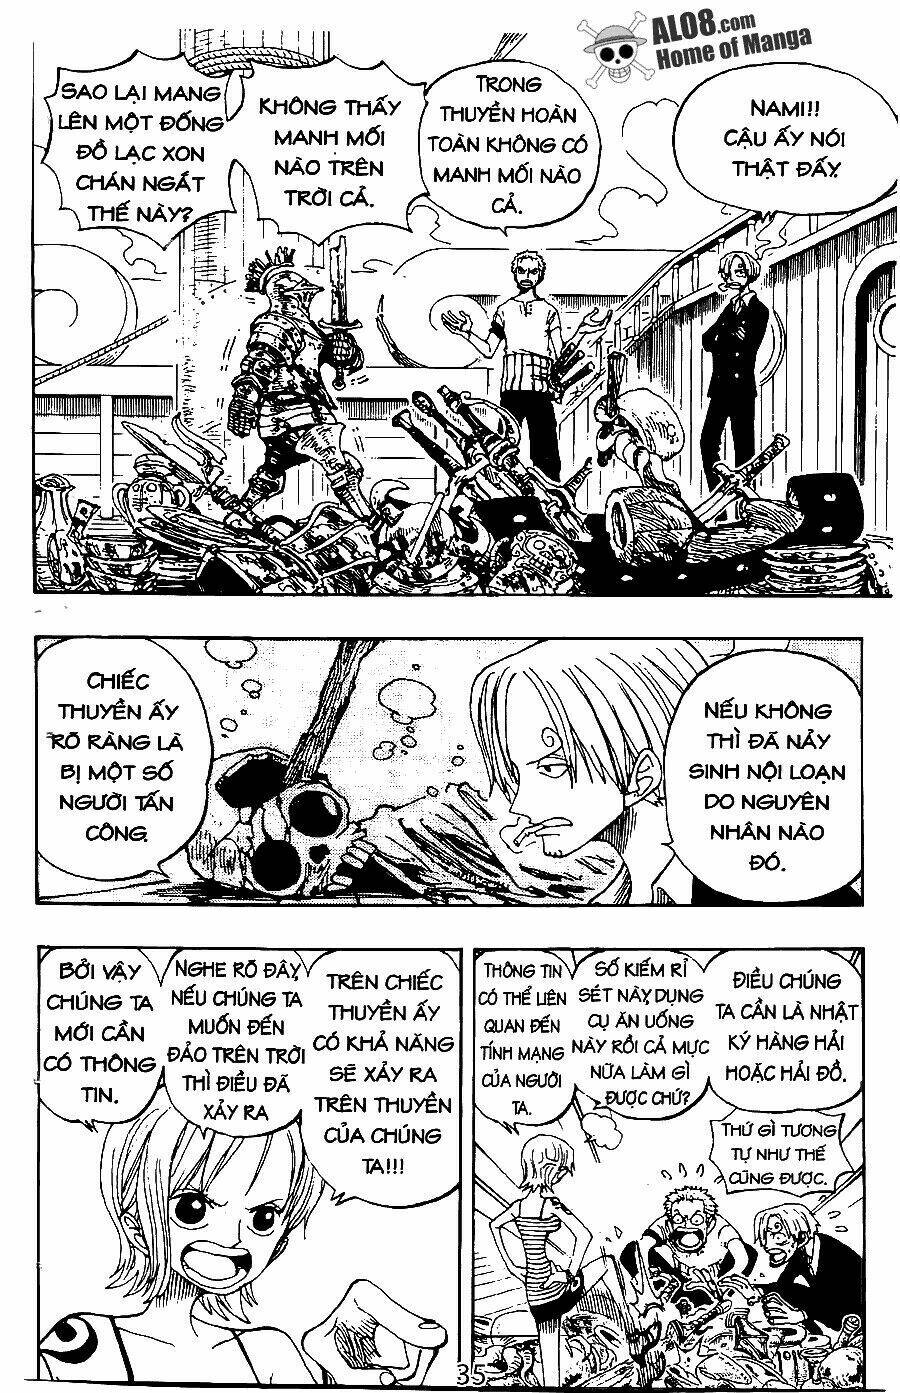 ALO8.com
Home of Manga
NAMI!!
CẬU ẤY NÓI
THẬT ĐẤY.
TRONG
THUYỀN HOÀN
TOÀN KHÔNG CÓ
MANH MỐI NÀO
CẢ.
KHÔNG THẤY
MANH MỐI
NÀO TRÊN
TRỜI CẢ.
SAO LẠI MANG
LÊN MỘT ĐỐNG
ĐỒ LẠC XON
CHÁN NGẮT
THẾ NÀY?
NẾU KHÔNG
THÌ ĐÃ NẢY
SINH NỘI LOẠN
DO NGUYÊN
NHÂN NÀO
ĐÓ.
CHIẾC
THUYỀN ẤY
RÕ RÀNG LÀ
BỊ MỘT SỐ
NGƯỜI TẤN
CÔNG.
ĐIỀU CHÚNG
TA CẦN LÀ NHẬT
KÝ HÀNG HẢI
HOẶC HẢI ĐỒ.
SỐ KIẾM RỈ
SÉT NÀY, DỤNG
CỤ ĂN UỐNG
NÀY RỒI CẢ MỰC
NỮA LÀM GÌ
ĐƯỢC CHỨ?
THÔNG TIN
CÓ THỂ LIÊN
QUAN ĐẾN
TÍNH MẠNG
CỦA NGƯỜI
TA.
THỨ GÌ TƯƠNG
TỰ NHƯ THẾ
CŨNG ĐƯỢC.
TRÊN CHIẾC
THUYỀN ẤY
CÓ KHẢ NĂNG
SẼ XẢY RA
TRÊN THUYỀN
CỦA CHÚNG
TA!!!
NGHE RÕ ĐÂY,
NẾU CHÚNG TA
MUỐN ĐẾN
ĐẢO TRÊN TRỜI
THÌ ĐIỀU ĐÃ
XẢY RA
BỞI VẬY
CHÚNG TA
MỚI CẦN
CÓ THÔNG
TIN.
35